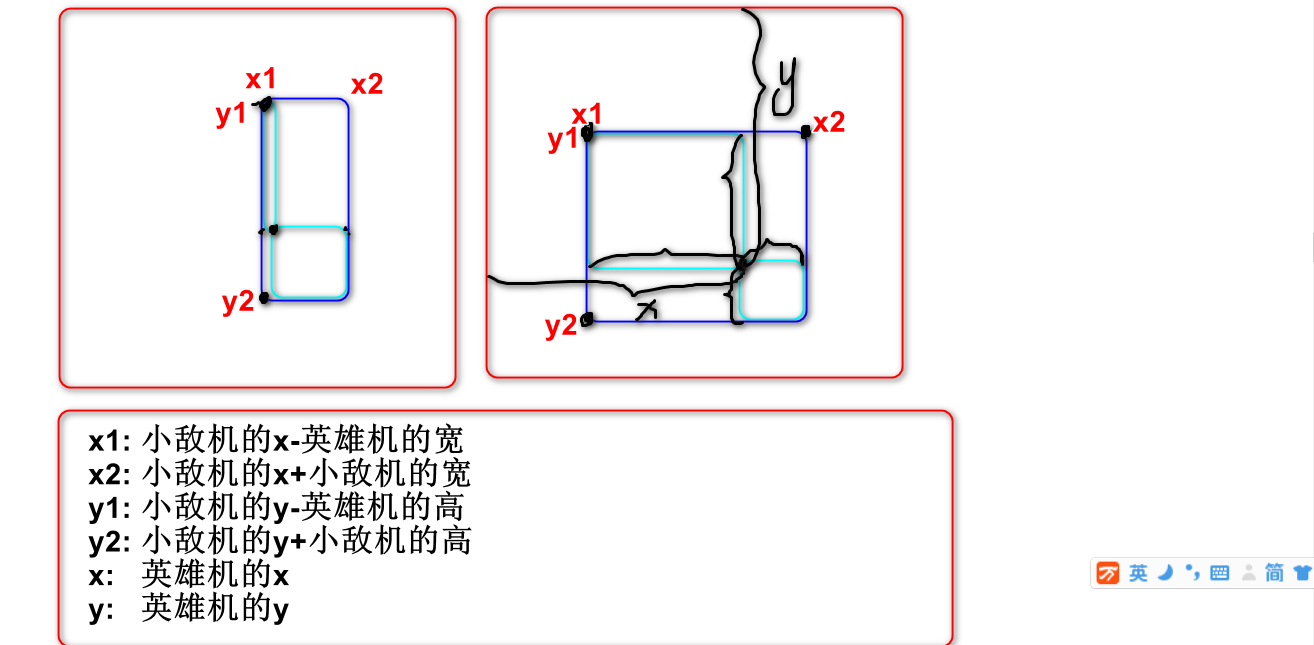 x1
x2
y1
y2
y
x1
y1
x2
x
y2
x1: 小敌机的x-英雄机的宽
x2: 小敌机的x+小敌机的宽
y1: 小敌机的y-英雄机的高
y2: 小敌机的y+小敌机的高
x: 英雄机的x
y: 英雄机的y
万 英 简